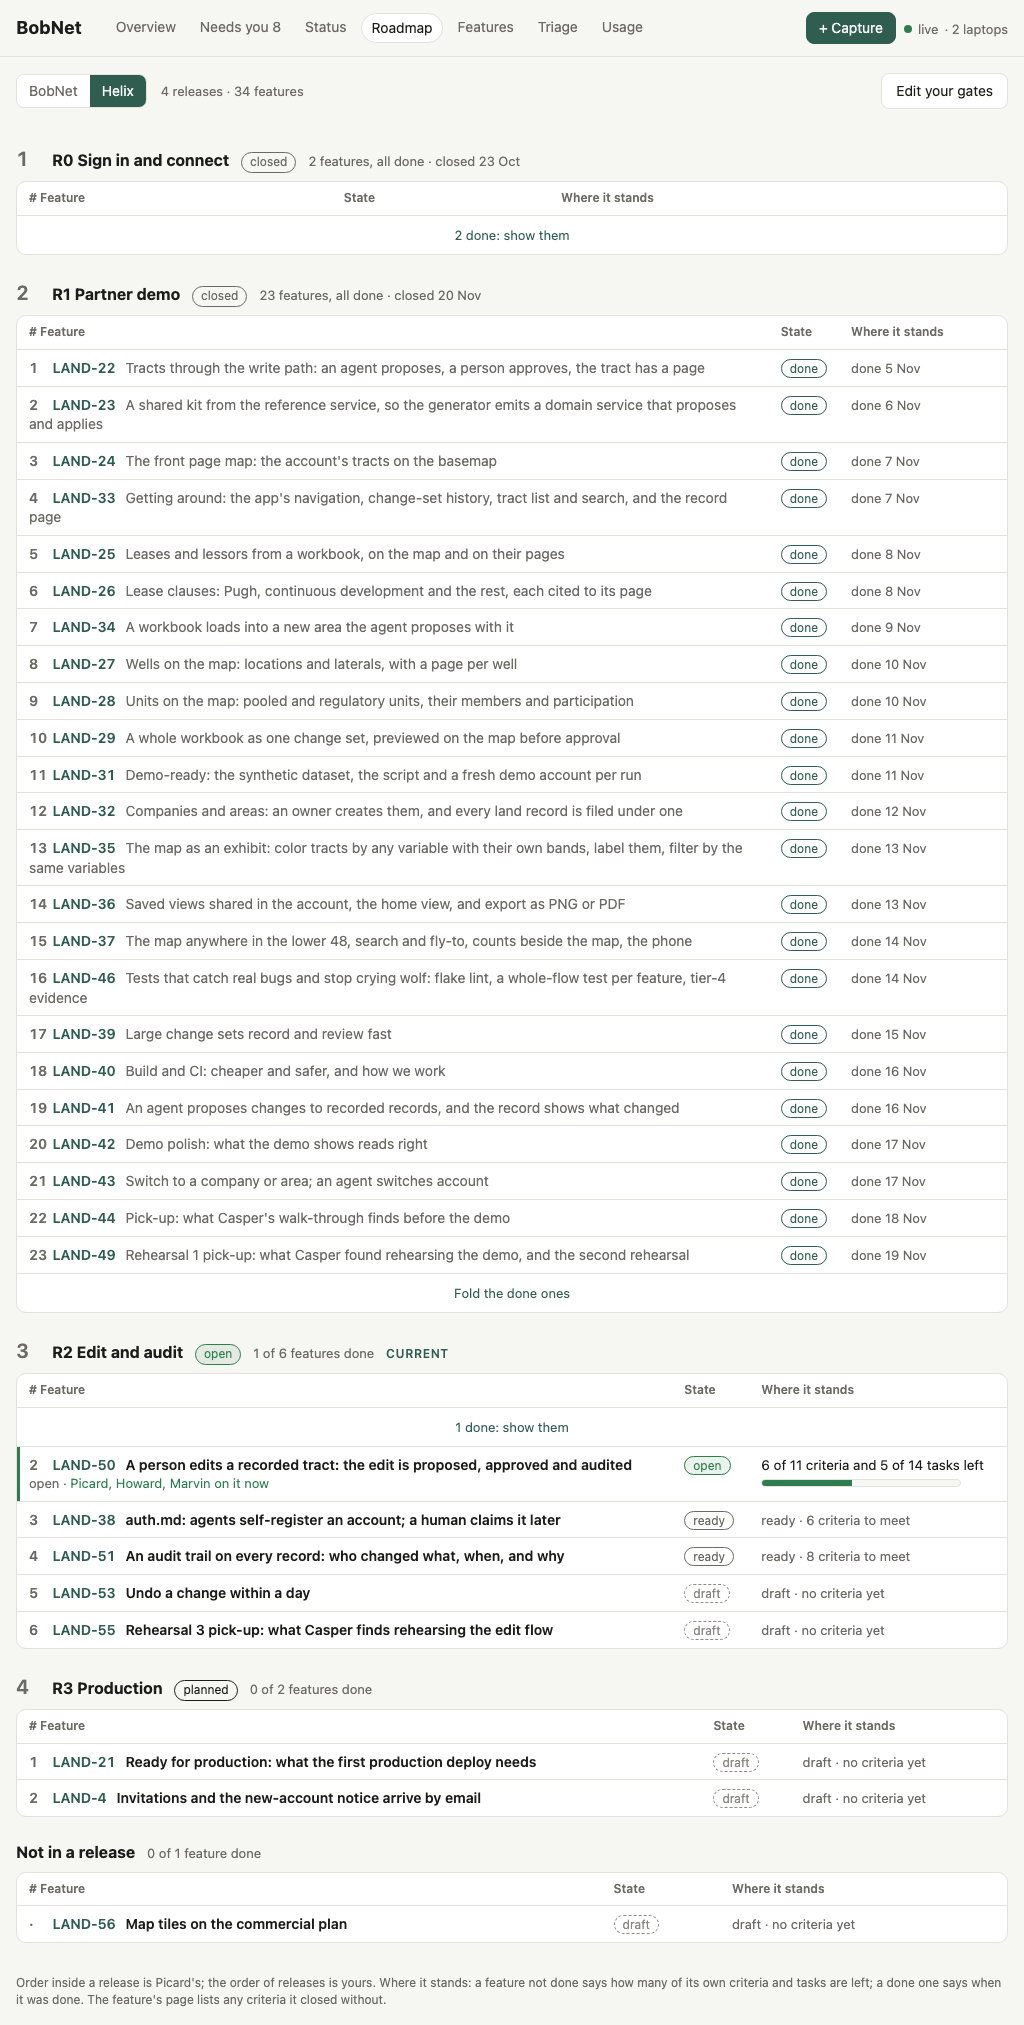 BobNet Overview Needs you 8 Status Roadmap Features Triage Usage + Capture live · 2 laptops
BobNet Helix 4 releases · 34 features Edit your gates
1 R0 Sign in and connect closed 2 features, all done · closed 23 Oct
# Feature State Where it stands
2 done: show them
2 R1 Partner demo closed 23 features, all done · closed 20 Nov
# Feature State Where it stands
1 LAND-22 Tracts through the write path: an agent proposes, a person approves, the tract has a page done done 5 Nov
2 LAND-23 A shared kit from the reference service, so the generator emits a domain service that proposes done done 6 Nov
and applies
3 LAND-24 The front page map: the account's tracts on the basemap done done 7 Nov
4 LAND-33 Getting around: the app's navigation, change-set history, tract list and search, and the record done done 7 Nov
page
5 LAND-25 Leases and lessors from a workbook, on the map and on their pages done done 8 Nov
6 LAND-26 Lease clauses: Pugh, continuous development and the rest, each cited to its page done done 8 Nov
7 LAND-34 A workbook loads into a new area the agent proposes with it done done 9 Nov
8 LAND-27 Wells on the map: locations and laterals, with a page per well done done 10 Nov
9 LAND-28 Units on the map: pooled and regulatory units, their members and participation done done 10 Nov
10 LAND-29 A whole workbook as one change set, previewed on the map before approval done done 11 Nov
11 LAND-31 Demo-ready: the synthetic dataset, the script and a fresh demo account per run done done 11 Nov
12 LAND-32 Companies and areas: an owner creates them, and every land record is filed under one done done 12 Nov
13 LAND-35 The map as an exhibit: color tracts by any variable with their own bands, label them, filter by the done done 13 Nov
same variables
14 LAND-36 Saved views shared in the account, the home view, and export as PNG or PDF done done 13 Nov
15 LAND-37 The map anywhere in the lower 48, search and fly-to, counts beside the map, the phone done done 14 Nov
16 LAND-46 Tests that catch real bugs and stop crying wolf: flake lint, a whole-flow test per feature, tier-4 done done 14 Nov
evidence
17 LAND-39 Large change sets record and review fast done done 15 Nov
18 LAND-40 Build and CI: cheaper and safer, and how we work done done 16 Nov
19 LAND-41 An agent proposes changes to recorded records, and the record shows what changed done done 16 Nov
20 LAND-42 Demo polish: what the demo shows reads right done done 17 Nov
21 LAND-43 Switch to a company or area; an agent switches account done done 17 Nov
22 LAND-44 Pick-up: what Casper's walk-through finds before the demo done done 18 Nov
23 LAND-49 Rehearsal 1 pick-up: what Casper found rehearsing the demo, and the second rehearsal done done 19 Nov
Fold the done ones
3 R2 Edit and audit open 1 of 6 features done CURRENT
# Feature State Where it stands
1 done: show them
2 LAND-50 A person edits a recorded tract: the edit is proposed, approved and audited open 6 of 11 criteria and 5 of 14 tasks left
open · Picard, Howard, Marvin on it now
3 LAND-38 auth.md: agents self-register an account; a human claims it later ready ready · 6 criteria to meet
4 LAND-51 An audit trail on every record: who changed what, when, and why ready ready · 8 criteria to meet
5 LAND-53 Undo a change within a day draft draft · no criteria yet
6 LAND-55 Rehearsal 3 pick-up: what Casper finds rehearsing the edit flow draft draft · no criteria yet
4 R3 Production planned 0 of 2 features done
# Feature State Where it stands
1 LAND-21 Ready for production: what the first production deploy needs draft draft · no criteria yet
2 LAND-4 Invitations and the new-account notice arrive by email draft draft · no criteria yet
Not in a release 0 of 1 feature done
# Feature State Where it stands
· LAND-56 Map tiles on the commercial plan draft draft · no criteria yet
Order inside a release is Picard's; the order of releases is yours. Where it stands: a feature not done says how many of its own criteria and tasks are left; a done one says when
it was done. The feature's page lists any criteria it closed without.